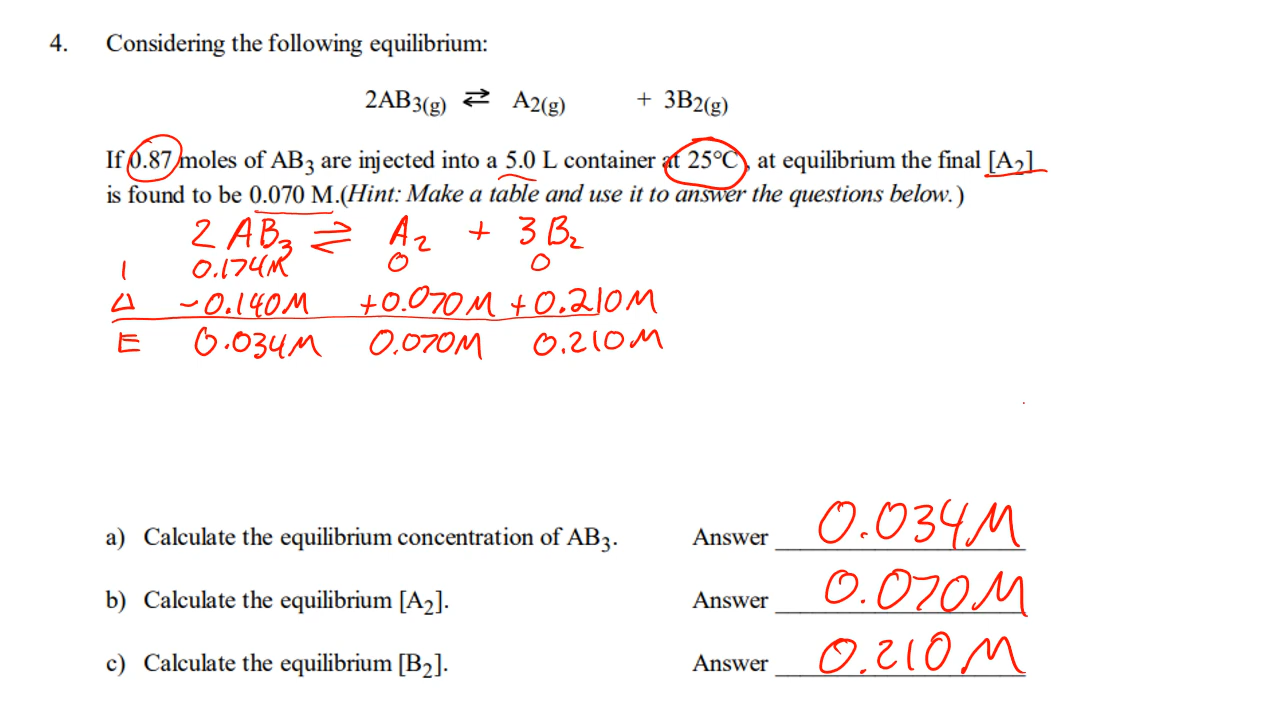 4. Considering the following equilibrium:
2AB3(g) ⇄ A2(g) + 3B2(g)
If 0.87 moles of AB3 are injected into a 5.0 L container at 25°C, at equilibrium the final [A2]
is found to be 0.070 M.(Hint: Make a table and use it to answer the questions below.)
2 AB3 ⇌ A2 + 3 B2
I 0.174M 0 0
Δ -0.140M +0.070M +0.210M
E 0.034M 0.070M 0.210M
a) Calculate the equilibrium concentration of AB3. Answer 0.034M
b) Calculate the equilibrium [A2]. Answer 0.070M
c) Calculate the equilibrium [B2]. Answer 0.210M